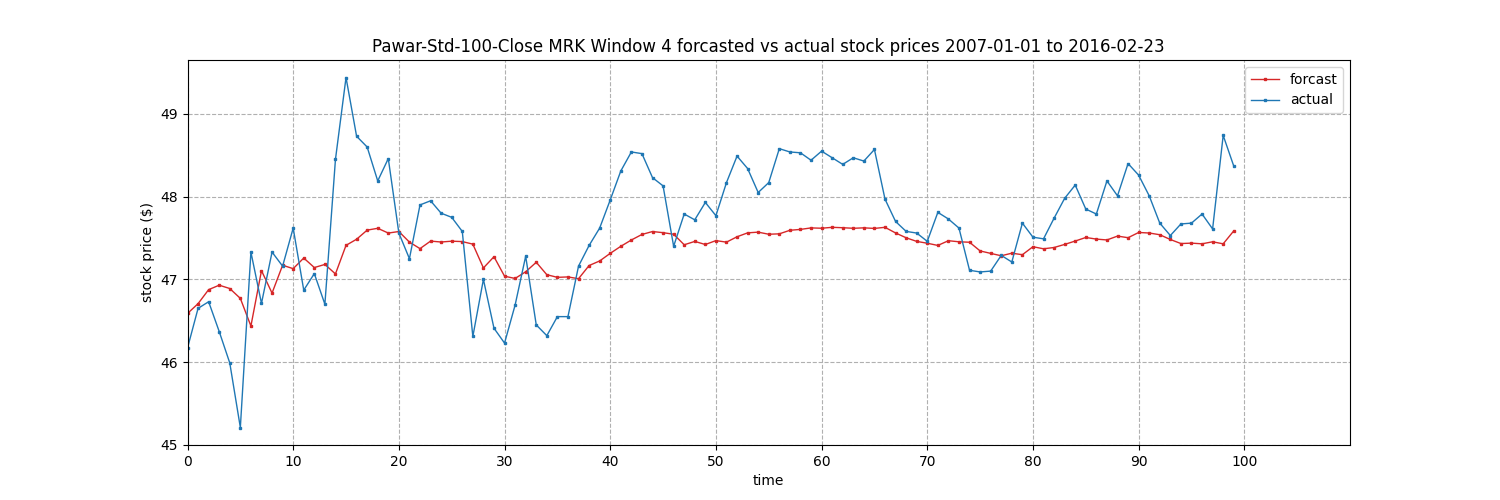 Pawar-Std-100-Close MRK Window 4 forcasted vs actual stock prices 2007-01-01 to 2016-02-23
forcast
actual
49
48
47
46
45
stock price ($)
0 10 20 30 40 50 60 70 80 90 100
time